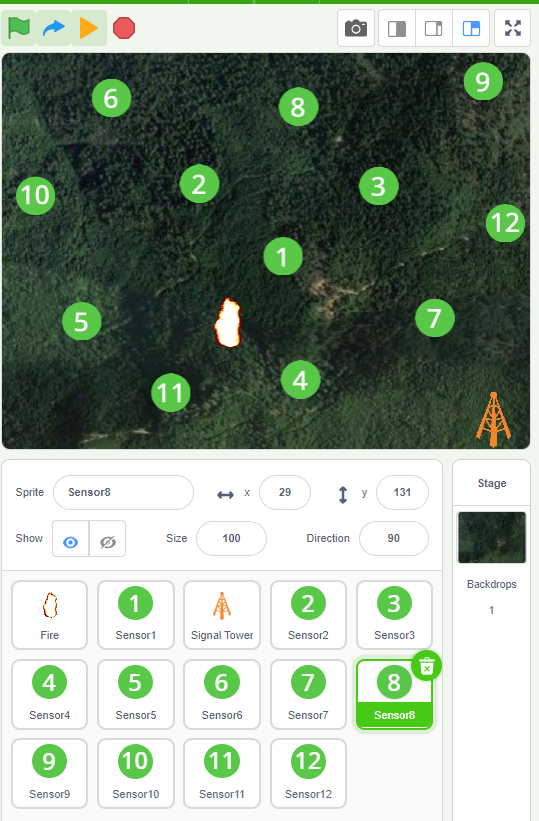 9
6
8
2
3
10
12
1
7
5
4
11
Sprite Sensor8 x 29 y 131
Show Size 100 Direction 90
Stage
Backdrops
1
1 2 3
Fire Sensor1 Signal Tower Sensor2 Sensor3
4 5 6 7 8
Sensor4 Sensor5 Sensor6 Sensor7 Sensor8
9 10 11 12
Sensor9 Sensor10 Sensor11 Sensor12